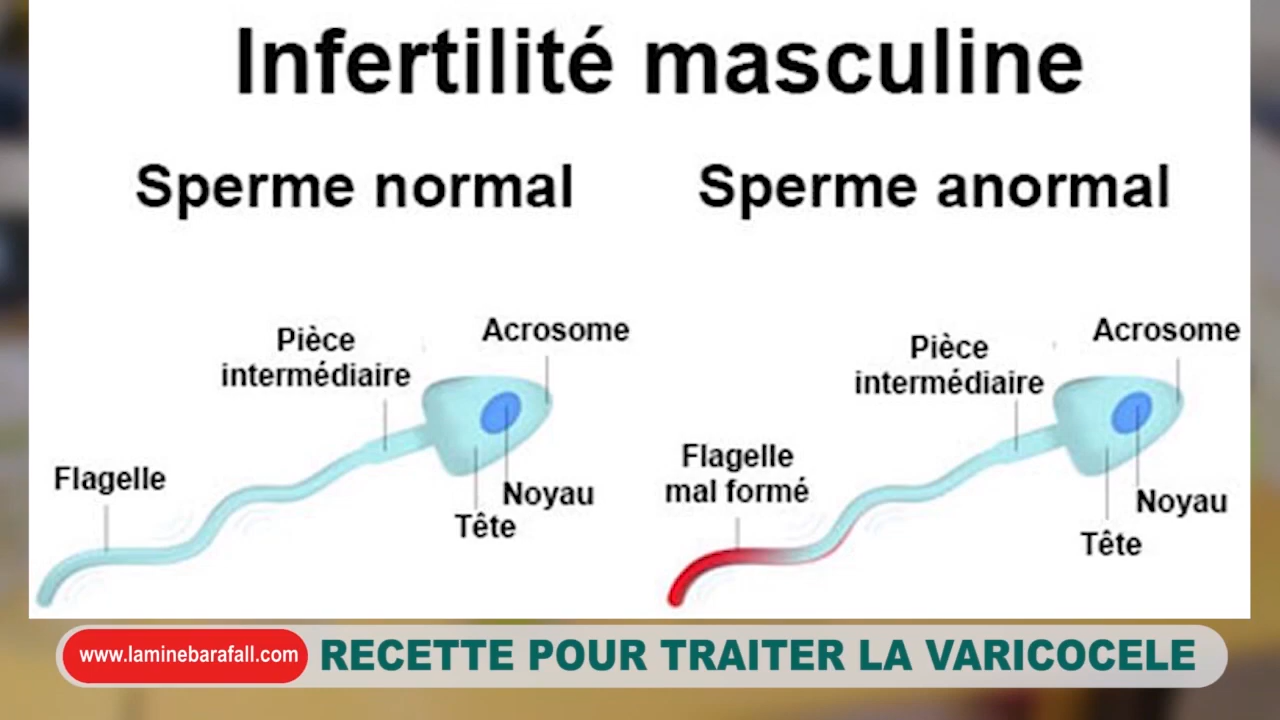 Infertilité masculine
Sperme normal
Sperme anormal
Pièce
intermédiaire
Acrosome
Flagelle
Noyau
Tête
Pièce
intermédiaire
Acrosome
Flagelle
mal formé
Noyau
Tête
www.laminebarafall.com
RECETTE POUR TRAITER LA VARICOCELE